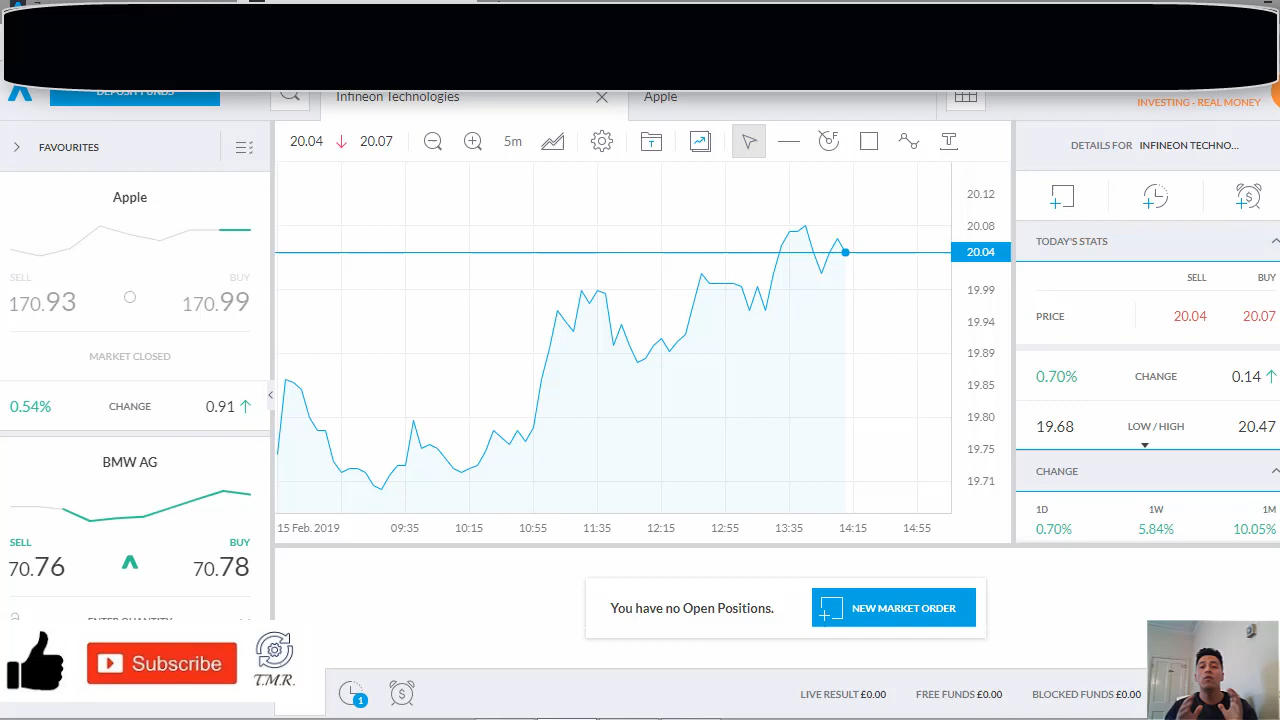 DEPOSIT FUNDS
Infineon Technologies
Apple
INVESTING - REAL MONEY
FAVOURITES
20.04 20.07
5m
DETAILS FOR INFINEON TECHNO...
Apple
SELL BUY
170.93 170.99
MARKET CLOSED
0.54% CHANGE 0.91
BMW AG
SELL BUY
70.76 70.78
ENTER QUANTITY
20.12
20.08
20.04
19.99
19.94
19.89
19.85
19.80
19.75
19.71
15 Feb. 2019 09:35 10:15 10:55 11:35 12:15 12:55 13:35 14:15 14:55
TODAY'S STATS
SELL BUY
PRICE 20.04 20.07
0.70% CHANGE 0.14
19.68 LOW / HIGH 20.47
CHANGE
1D 1W 1M
0.70% 5.84% 10.05%
You have no Open Positions.
NEW MARKET ORDER
Subscribe
T.M.R.
1
LIVE RESULT £0.00 FREE FUNDS £0.00 BLOCKED FUNDS £0.00